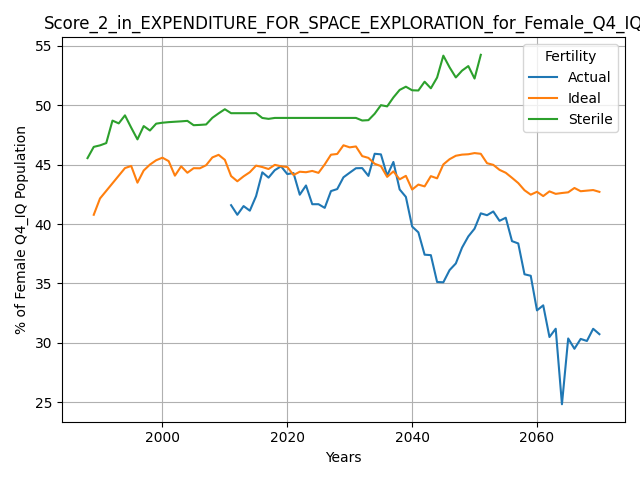 Score_2_in_EXPENDITURE_FOR_SPACE_EXPLORATION_for_Female_Q4_IQ
Fertility
Actual
Ideal
Sterile
% of Female Q4_IQ Population
55
50
45
40
35
30
25
2000
2020
2040
2060
Years